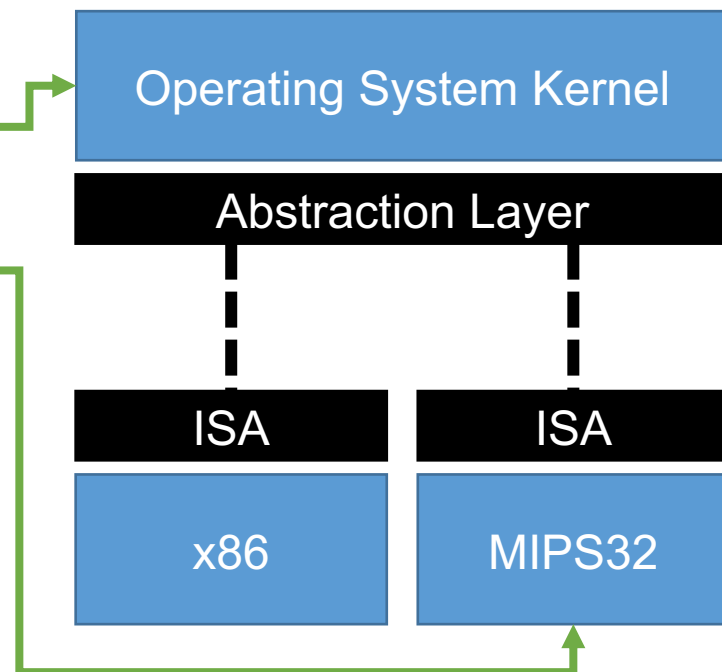 Operating System Kernel
Abstraction Layer
ISA
ISA
x86
MIPS32